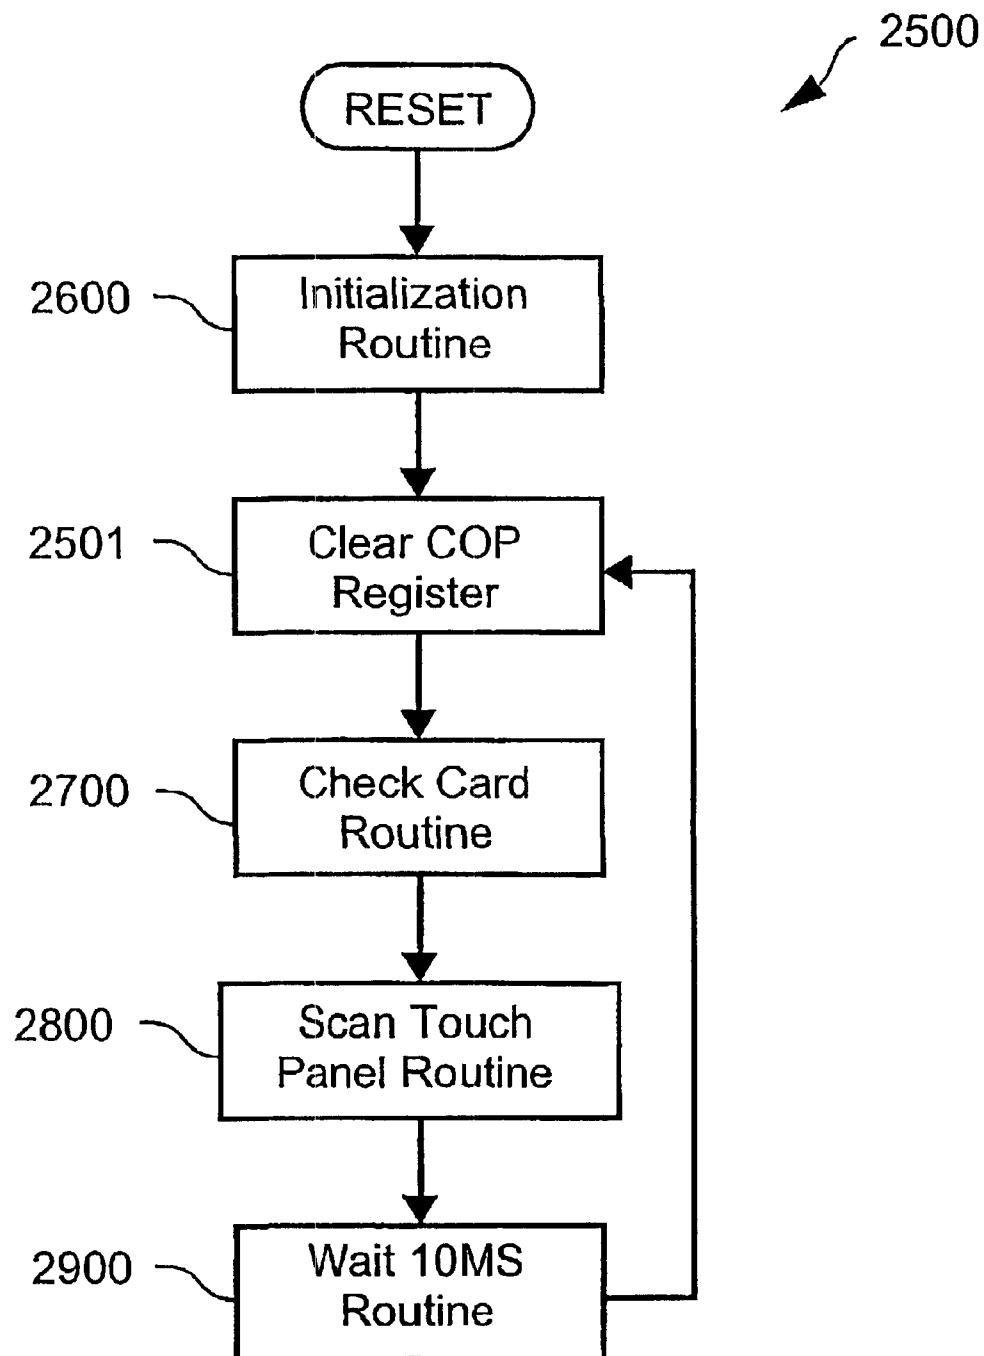 2500
RESET
2600
Initialization
Routine
2501
Clear COP
Register
2700
Check Card
Routine
2800
Scan Touch
Panel Routine
2900
Wait 10MS
Routine